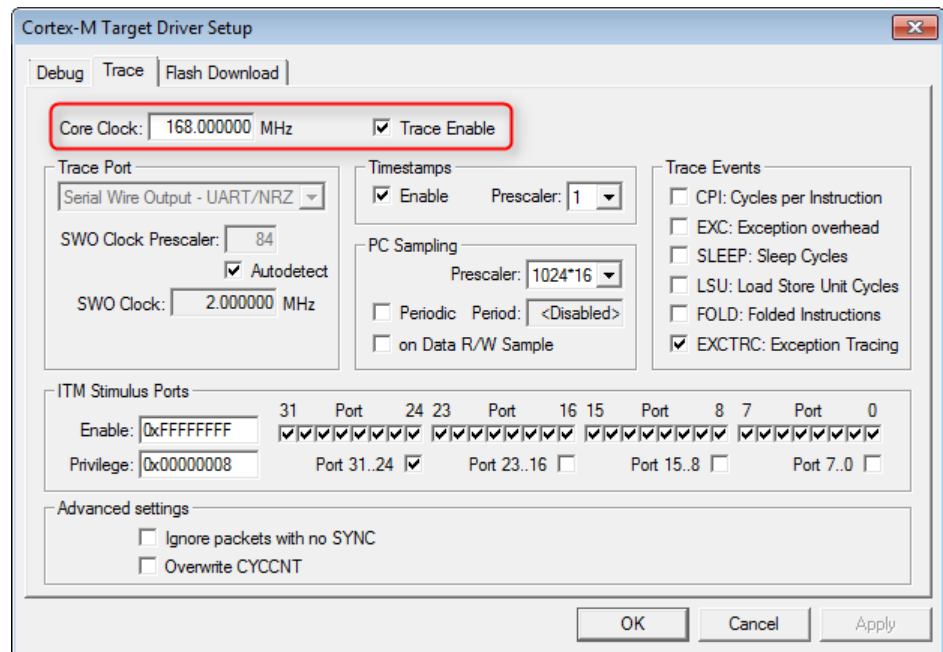 Cortex-M Target Driver Setup
Debug Trace Flash Download
Core Clock: 168.000000 MHz Trace Enable
Trace Port
Serial Wire Output - UART/NRZ
SWO Clock Prescaler: 84
Autodetect
SWO Clock: 2.000000 MHz
Timestamps
Enable Prescaler: 1
PC Sampling
Prescaler: 1024*16
Periodic Period: <Disabled>
on Data R/W Sample
Trace Events
CPI: Cycles per Instruction
EXC: Exception overhead
SLEEP: Sleep Cycles
LSU: Load Store Unit Cycles
FOLD: Folded Instructions
EXCTRC: Exception Tracing
ITM Stimulus Ports
31 Port 24 23 Port 16 15 Port 8 7 Port 0
Enable: 0xFFFFFFFF
Privilege: 0x00000008 Port 31..24 Port 23..16 Port 15..8 Port 7..0
Advanced settings
Ignore packets with no SYNC
Overwrite CYCCNT
OK Cancel Apply